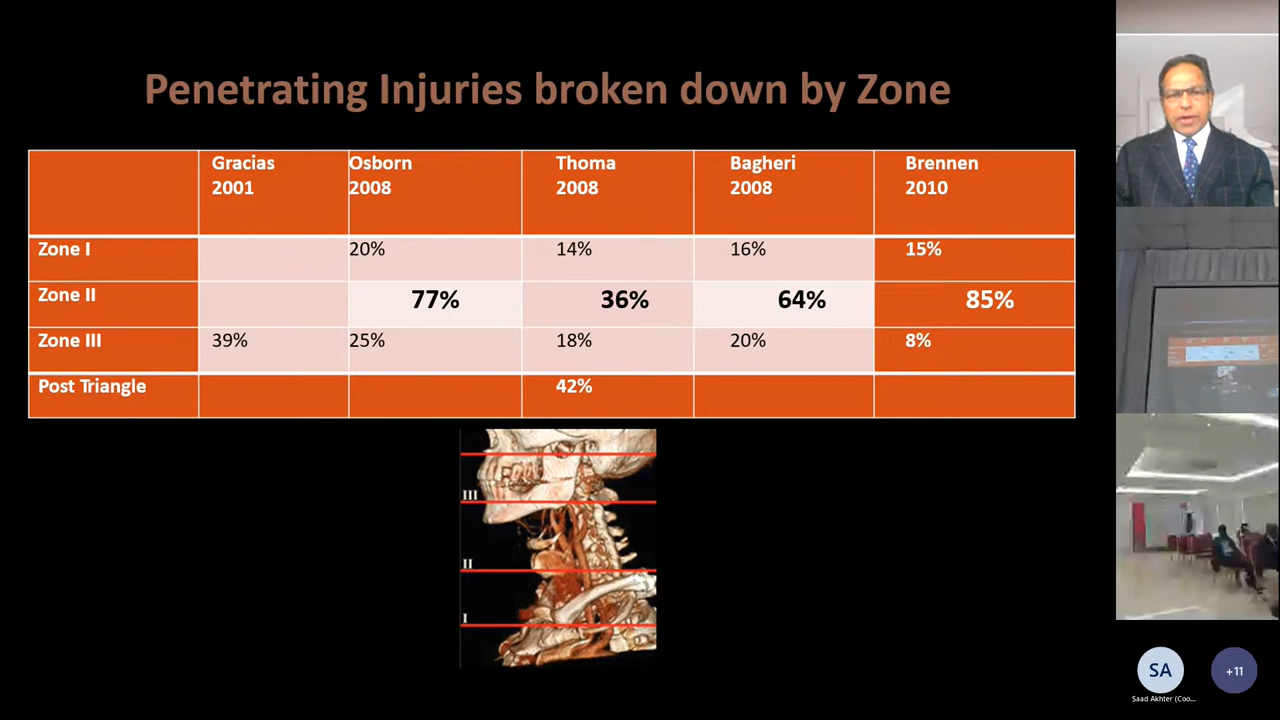 Penetrating Injuries broken down by Zone
Gracias Osborn Thoma Bagheri Brennen
2001 2008 2008 2008 2010
Zone I 20% 14% 16% 15%
Zone II 77% 36% 64% 85%
Zone III 39% 25% 18% 20% 8%
Post Triangle 42%
III
II
I
SA
+11
Saad Akhter (Coo...